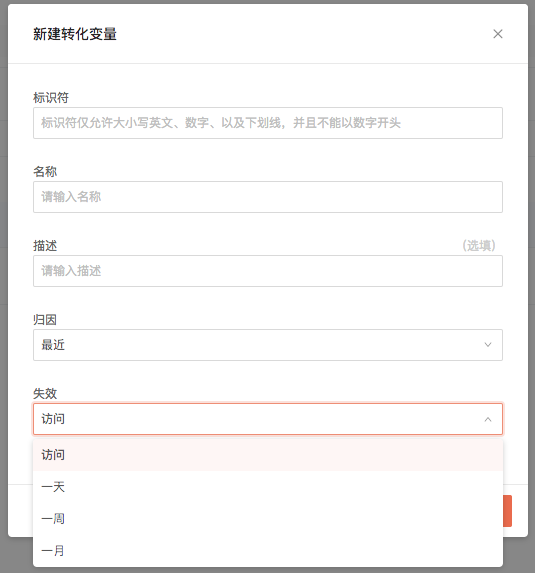 新建转化变量
标识符
标识符仅允许大小写英文、数字、以及下划线，并且不能以数字开头
名称
请输入名称
描述 (选填)
请输入描述
归因
最近
失效
访问
访问
一天
一周
一月